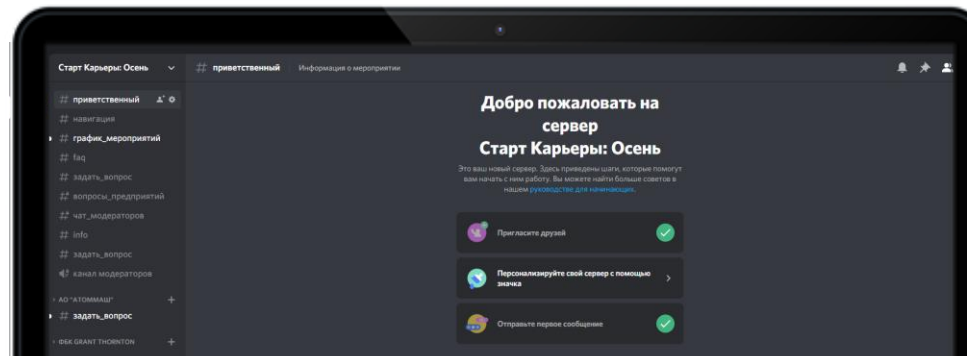 Старт Карьеры: Осень
приветственный
Информация о мероприятии
приветственный
навигация
график_мероприятий
faq
задать_вопрос
вопросы_предприятий
чат_модераторов
info
задать_вопрос
канал модераторов
АО "АТОММАШ"
задать_вопрос
ФБК GRANT THORNTON
Добро пожаловать на
сервер
Старт Карьеры: Осень
Это ваш новый сервер. Здесь приведены шаги, которые помогут
вам начать с ним работу. Вы можете найти больше советов в
нашем руководстве для начинающих.
Пригласите друзей
Персонализируйте свой сервер с помощью
значка
Отправьте первое сообщение